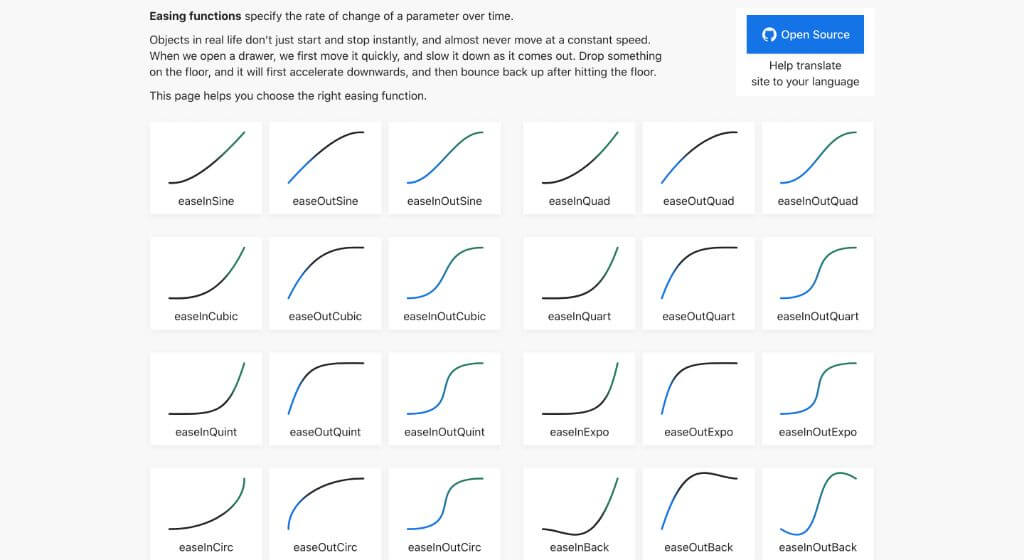 Easing functions specify the rate of change of a parameter over time.
Objects in real life don't just start and stop instantly, and almost never move at a constant speed.
When we open a drawer, we first move it quickly, and slow it down as it comes out. Drop something
on the floor, and it will first accelerate downwards, and then bounce back up after hitting the floor.
This page helps you choose the right easing function.
Open Source
Help translate
site to your language
easeInSine easeOutSine easeInOutSine easeInQuad easeOutQuad easeInOutQuad
easeInCubic easeOutCubic easeInOutCubic easeInQuart easeOutQuart easeInOutQuart
easeInQuint easeOutQuint easeInOutQuint easeInExpo easeOutExpo easeInOutExpo
easeInCirc easeOutCirc easeInOutCirc easeInBack easeOutBack easeInOutBack